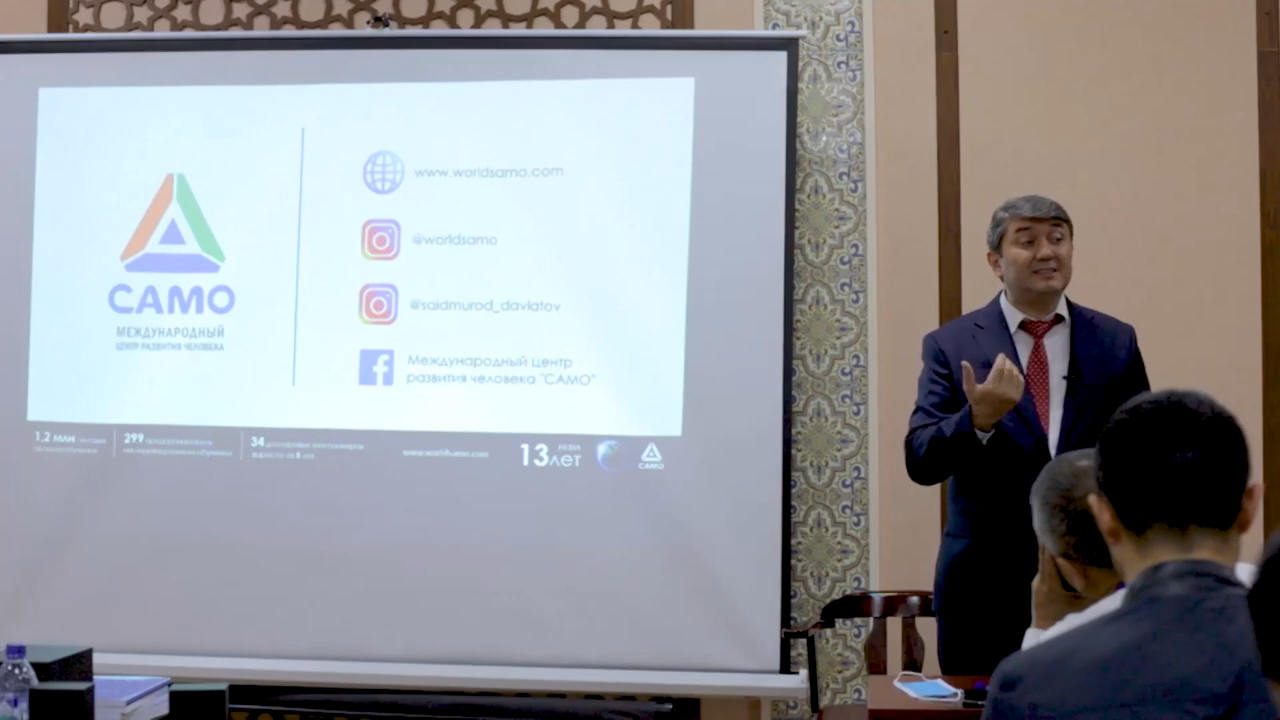 САМО
МЕЖДУНАРОДНЫЙ
ЦЕНТР РАЗВИТИЯ ЧЕЛОВЕКА
www.worldsamo.com
@worldsamo
@saidmurod_davlatov
Международный центр
развития человека "САМО"
1,2 млн
299
34
www.worldsamo.com
13 лет
САМО